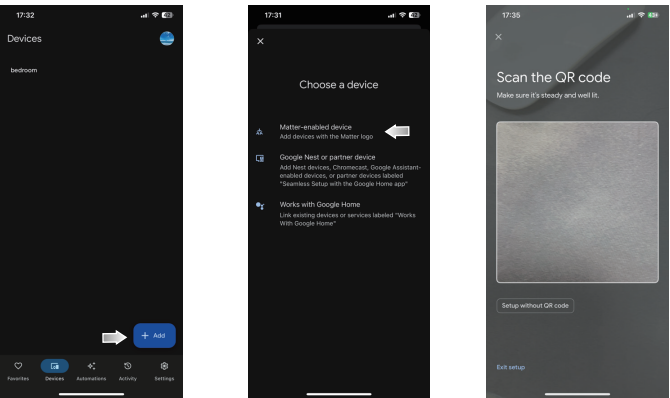 17:32
42
Devices
bedroom
+ Add
Favorites
Devices
Automations
Activity
Settings
17:31
42
Choose a device
Matter-enabled device
Add devices with the Matter logo
Google Nest or partner device
Add Nest devices, Chromecast, Google Assistant-
enabled devices, or partner devices labeled
"Seamless Setup with the Google Home app"
Works with Google Home
Link existing devices or services labeled "Works
With Google Home"
17:35
Scan the QR code
Make sure it's steady and well lit.
Setup without QR code
Exit setup